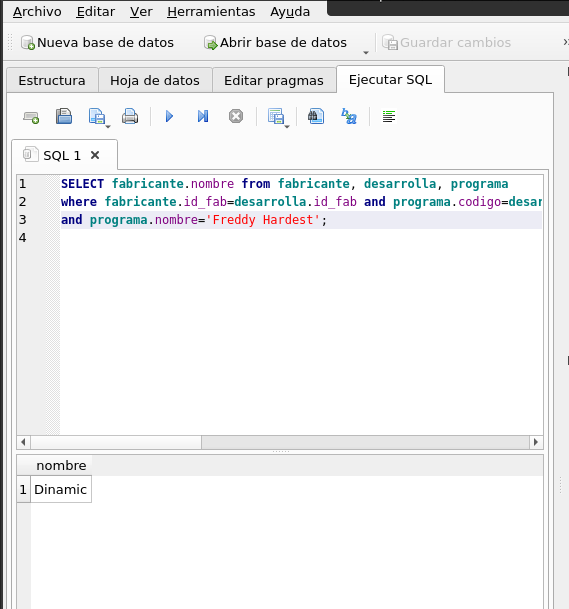 Archivo Editar Ver Herramientas Ayuda
Nueva base de datos Abrir base de datos Guardar cambios
Estructura Hoja de datos Editar pragmas Ejecutar SQL
SQL 1
1 SELECT fabricante.nombre from fabricante, desarrolla, programa
2 where fabricante.id_fab=desarrolla.id_fab and programa.codigo=desar
3 and programa.nombre='Freddy Hardest';
4
nombre
1 Dinamic